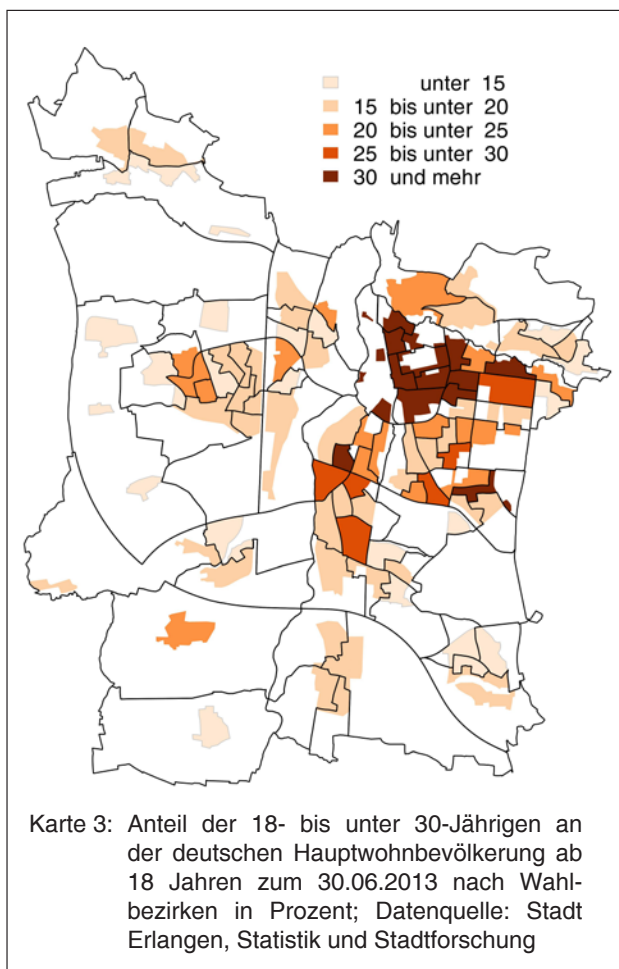 unter 15
15 bis unter 20
20 bis unter 25
25 bis unter 30
30 und mehr
Karte 3: Anteil der 18- bis unter 30-Jährigen an
der deutschen Hauptwohnbevölkerung ab
18 Jahren zum 30.06.2013 nach Wahl-
bezirken in Prozent; Datenquelle: Stadt
Erlangen, Statistik und Stadtforschung